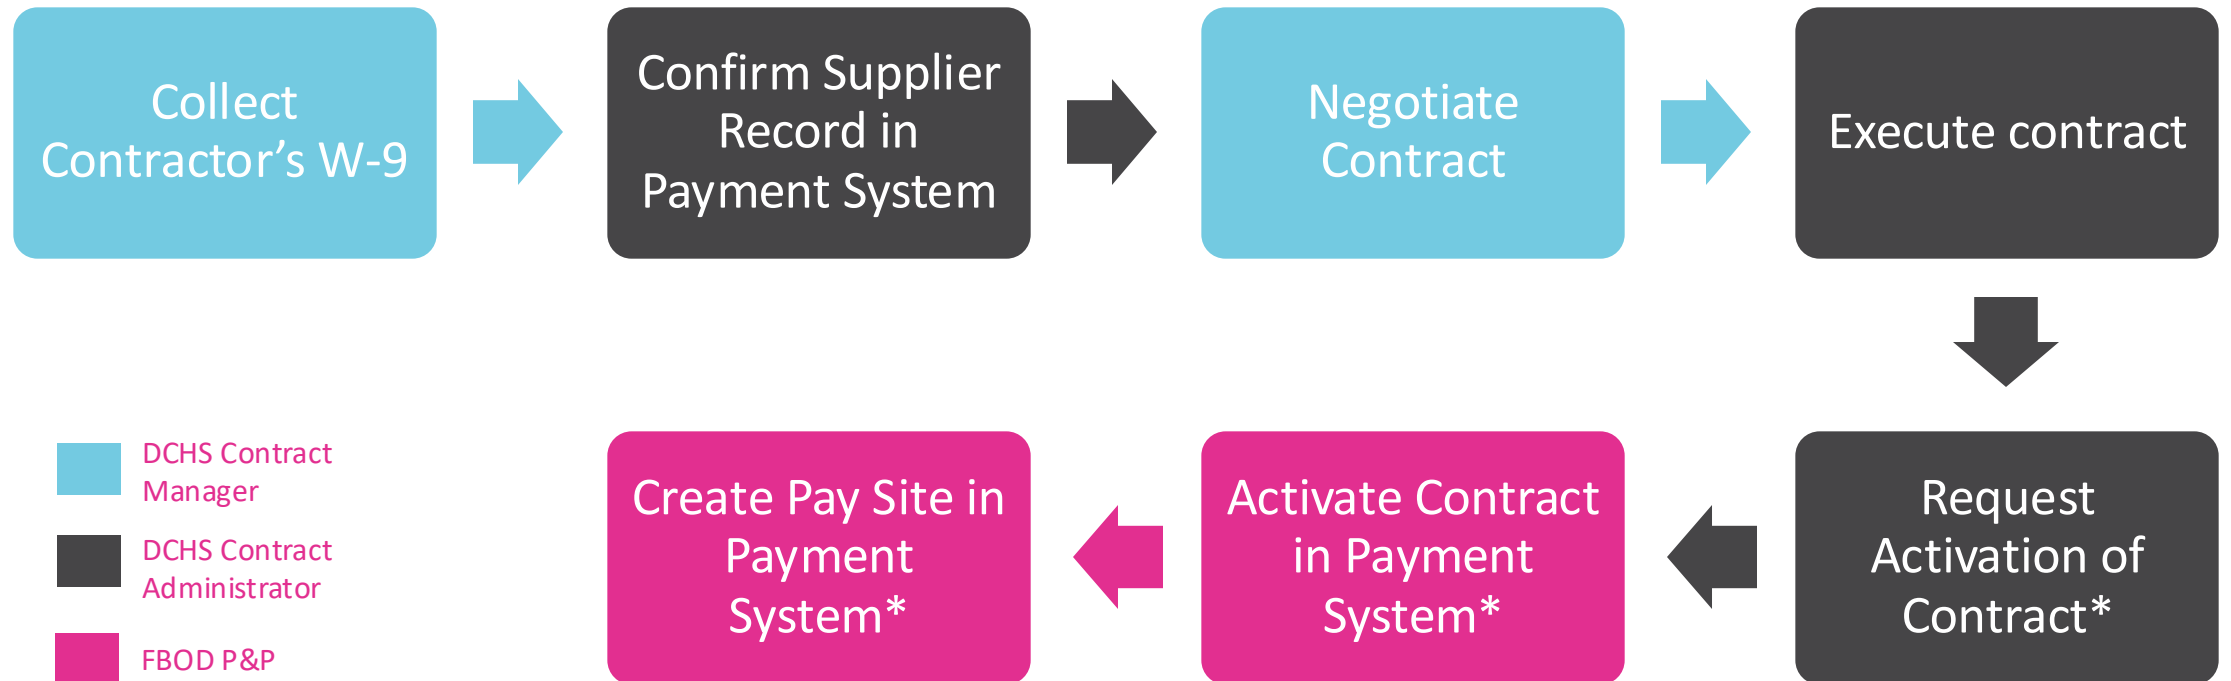 Collect
Contractor’s W-9
Confirm Supplier
Record in
Payment System
Negotiate
Contract
Execute contract
Request
Activation of
Contract*
Activate Contract
in Payment
System*
Create Pay Site in
Payment
System*
DCHS Contract
Manager
DCHS Contract
Administrator
FBOD P&P